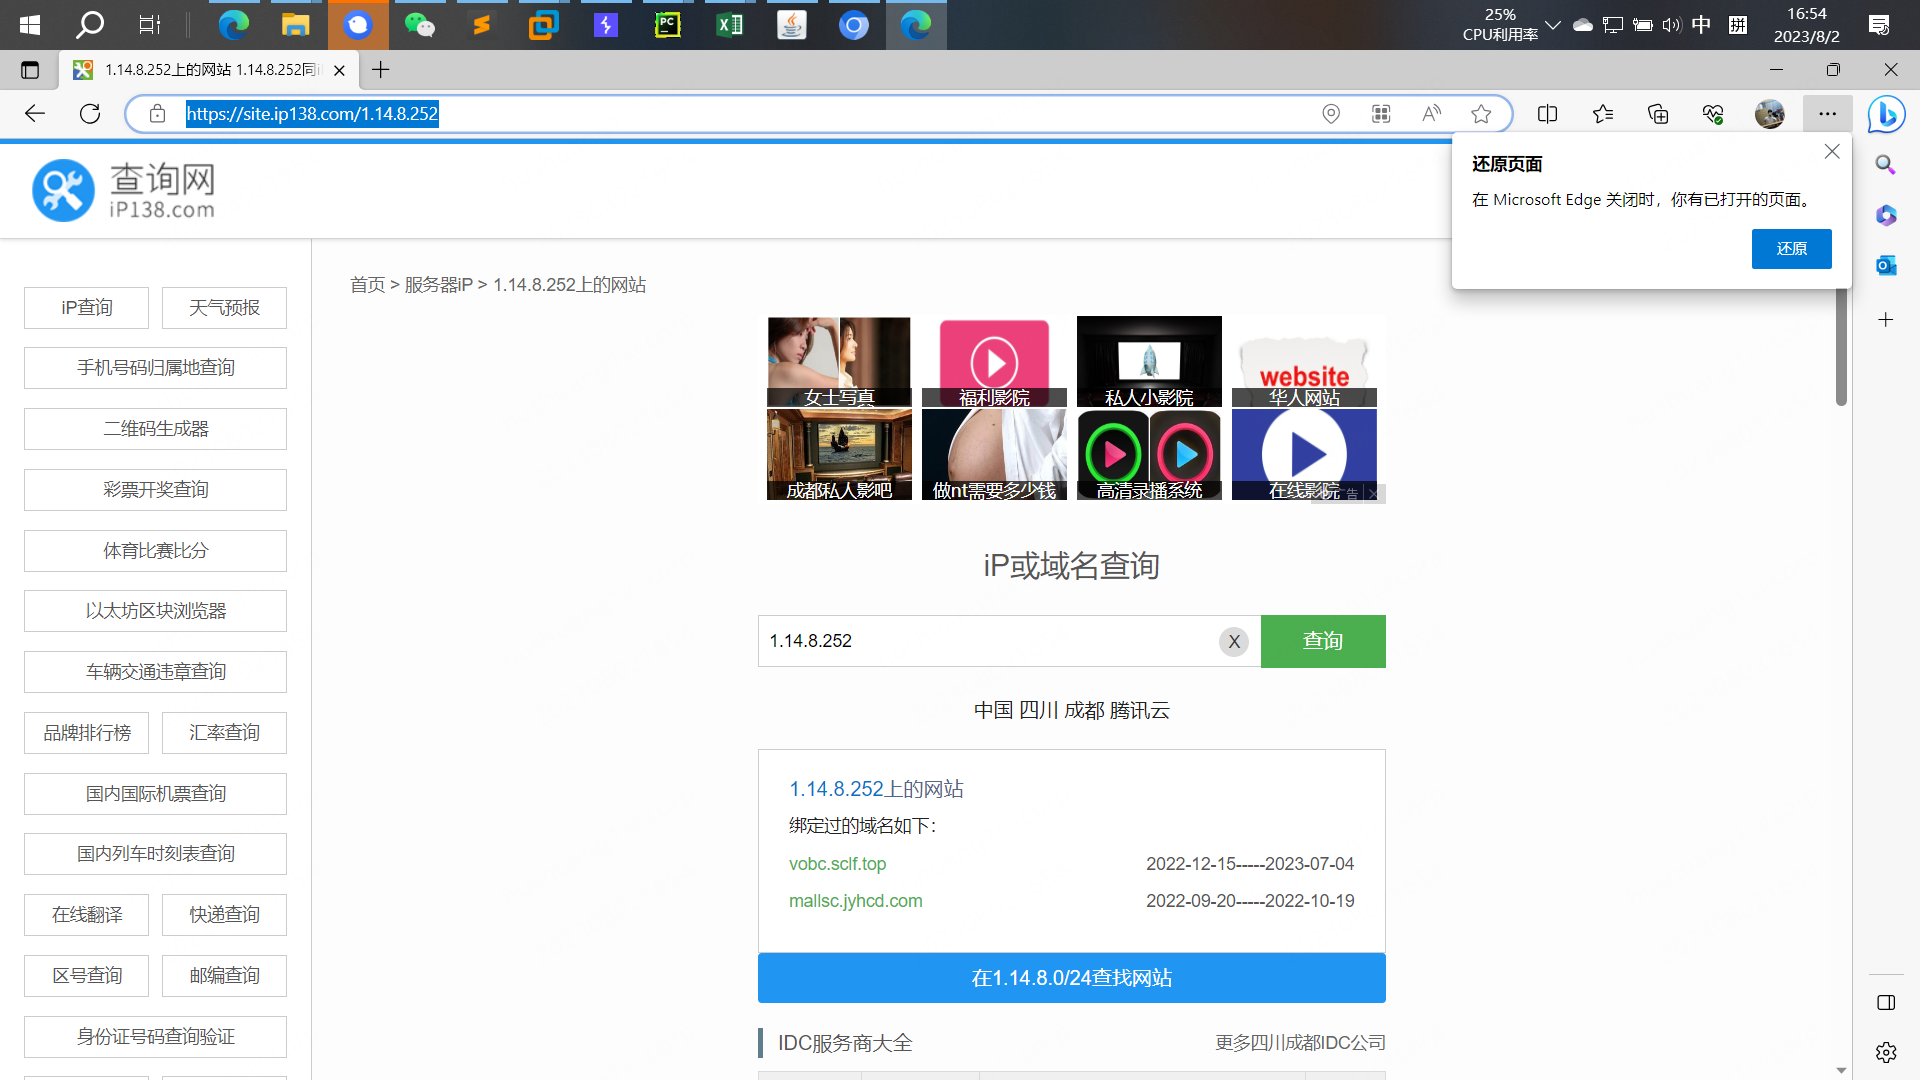 25%
CPU利用率
中
拼
16:54
2023/8/2
1.14.8.252上的网站 1.14.8.252同i
https://site.ip138.com/1.14.8.252
还原页面
在 Microsoft Edge 关闭时，你有已打开的页面。
还原
查询网
iP138.com
iP查询
天气预报
手机号码归属地查询
二维码生成器
彩票开奖查询
体育比赛比分
以太坊区块浏览器
车辆交通违章查询
品牌排行榜
汇率查询
国内国际机票查询
国内列车时刻表查询
在线翻译
快递查询
区号查询
邮编查询
身份证号码查询验证
首页 > 服务器iP > 1.14.8.252上的网站
女士写真
福利影院
私人小影院
website
华人网站
成都私人影吧
做nt需要多少钱
高清录播系统
在线影院
广告
iP或域名查询
1.14.8.252
X
查询
中国 四川 成都 腾讯云
1.14.8.252上的网站
绑定过的域名如下：
vobc.sclf.top 2022-12-15-----2023-07-04
mallsc.jyhcd.com 2022-09-20-----2022-10-19
在1.14.8.0/24查找网站
IDC服务商大全
更多四川成都IDC公司